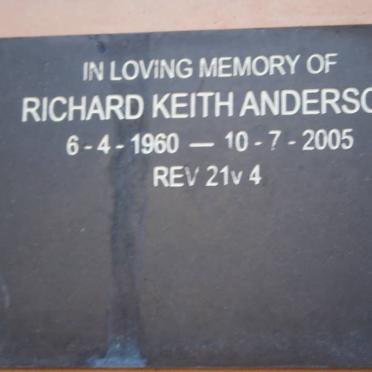 IN LOVING MEMORY OF
RICHARD KEITH ANDERSO
6 - 4 - 1960 — 10 - 7 - 2005
REV 21v 4